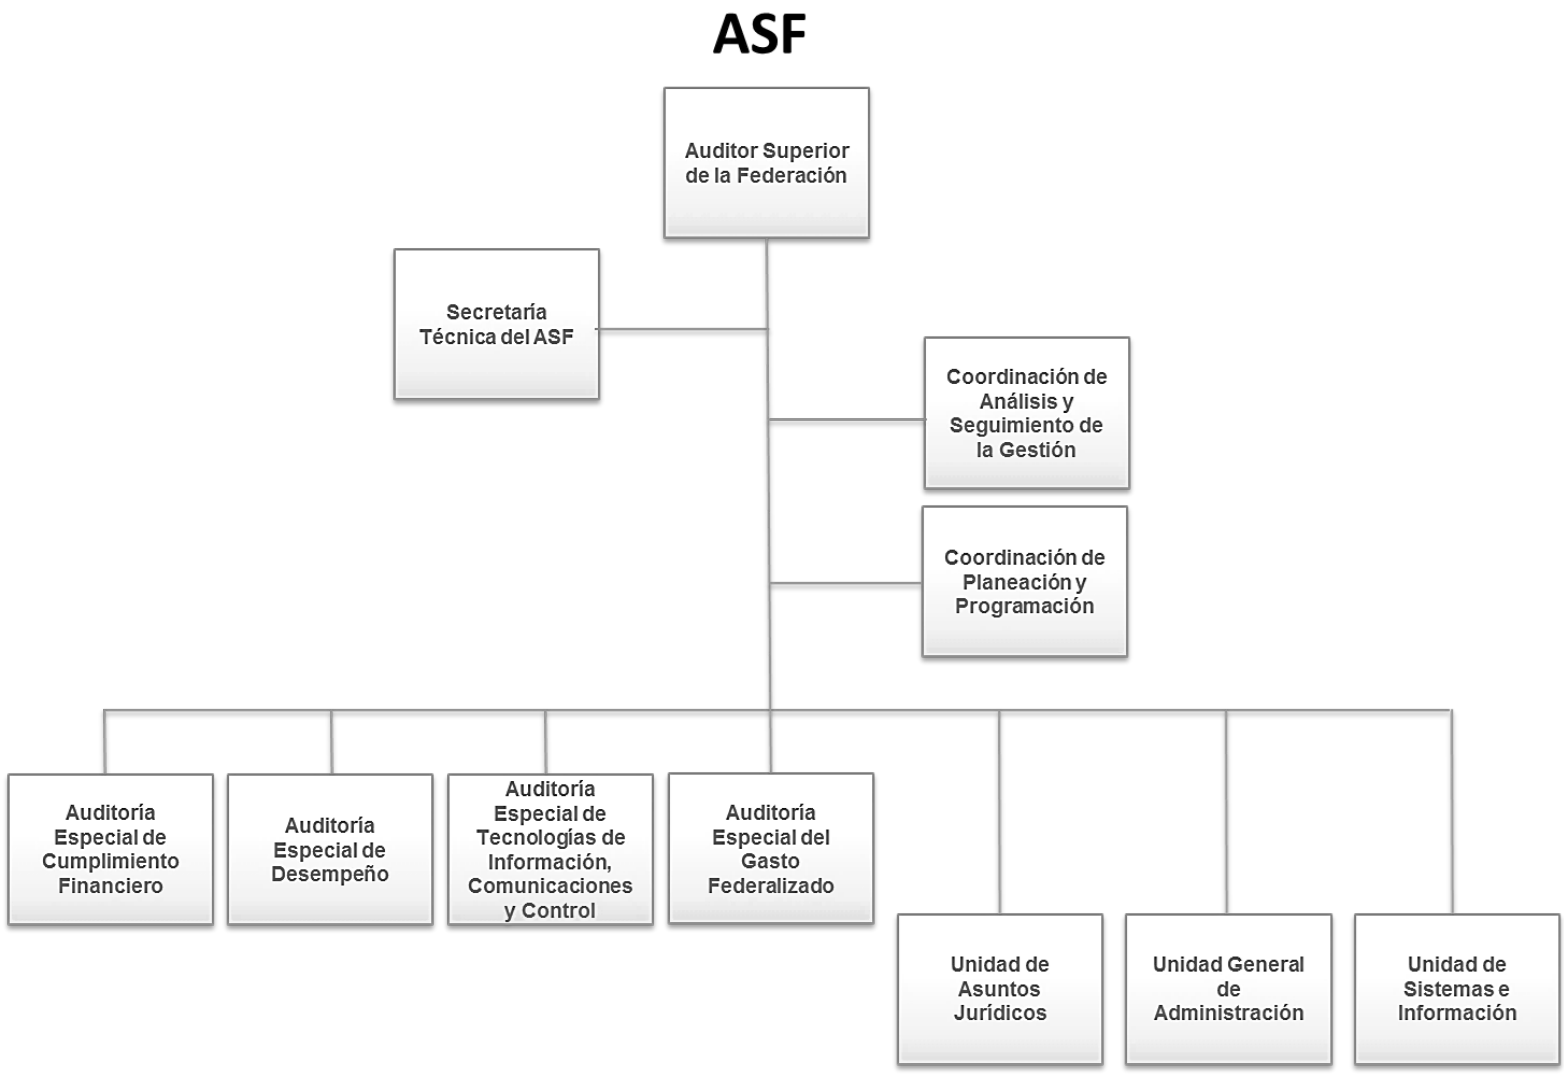 ASF
Auditor Superior
de la Federación
Secretaría
Técnica del ASF
Coordinación de
Análisis y
Seguimiento de
la Gestión
Coordinación de
Planeación y
Programación
Auditoría
Especial de
Cumplimiento
Financiero
Auditoría
Especial de
Desempeño
Auditoría
Especial de
Tecnologías de
Información,
Comunicaciones
y Control
Auditoría
Especial del
Gasto
Federalizado
Unidad de
Asuntos
Jurídicos
Unidad General
de
Administración
Unidad de
Sistemas e
Información